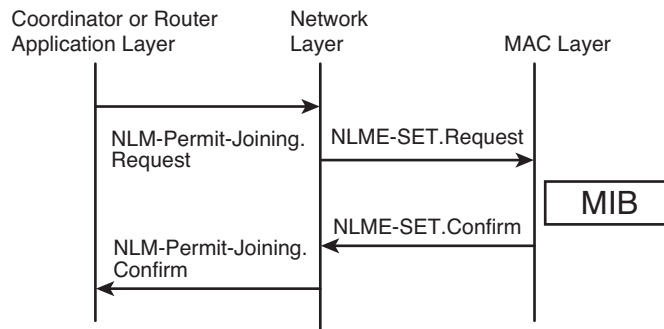 Coordinator or Router
Application Layer
Network
Layer
MAC Layer
NLM-Permit-Joining.
Request
NLME-SET.Request
MIB
NLME-SET.Confirm
NLM-Permit-Joining.
Confirm